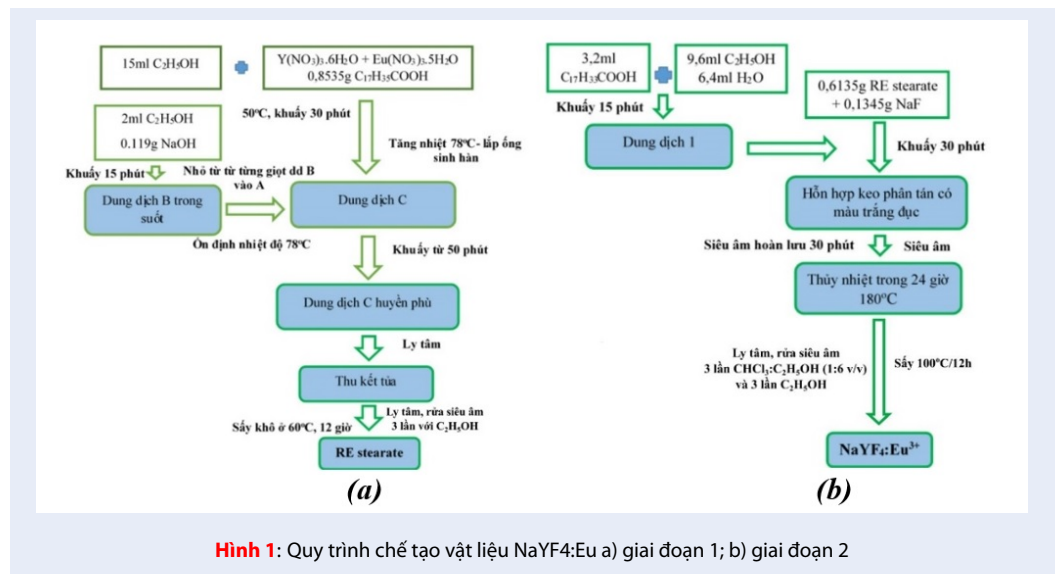 15ml C₂H₅OH
Y(NO₃)₃.6H₂O + Eu(NO₃)₃.5H₂O
0,8535g C₁₇H₃₅COOH
2ml C₂H₅OH
0.119g NaOH
50°C, khuấy 30 phút
Tăng nhiệt 78°C- lắp ống
sinh hàn
Khuấy 15 phút
Nhỏ từ từ từng giọt dd B
vào A
Dung dịch B trong
suốt
Dung dịch C
Ổn định nhiệt độ 78°C
Khuấy từ 50 phút
Dung dịch C huyền phù
Ly tâm
Thu kết tủa
Sấy khô ở 60°C, 12 giờ
Ly tâm, rửa siêu âm
3 lần với C₂H₅OH
RE stearate
(a)
3,2ml
C₁₇H₃₃COOH
9,6ml C₂H₅OH
6,4ml H₂O
Khuấy 15 phút
0,6135g RE stearate
+ 0,1345g NaF
Dung dịch 1
Khuấy 30 phút
Hỗn hợp keo phân tán có
màu trắng đục
Siêu âm hoàn lưu 30 phút
Siêu âm
Thủy nhiệt trong 24 giờ
180°C
Ly tâm, rửa siêu âm
3 lần CHCl₃:C₂H₅OH (1:6 v/v)
và 3 lần C₂H₅OH
Sấy 100°C/12h
NaYF₄:Eu³⁺
(b)
Hình 1: Quy trình chế tạo vật liệu NaYF4:Eu a) giai đoạn 1; b) giai đoạn 2